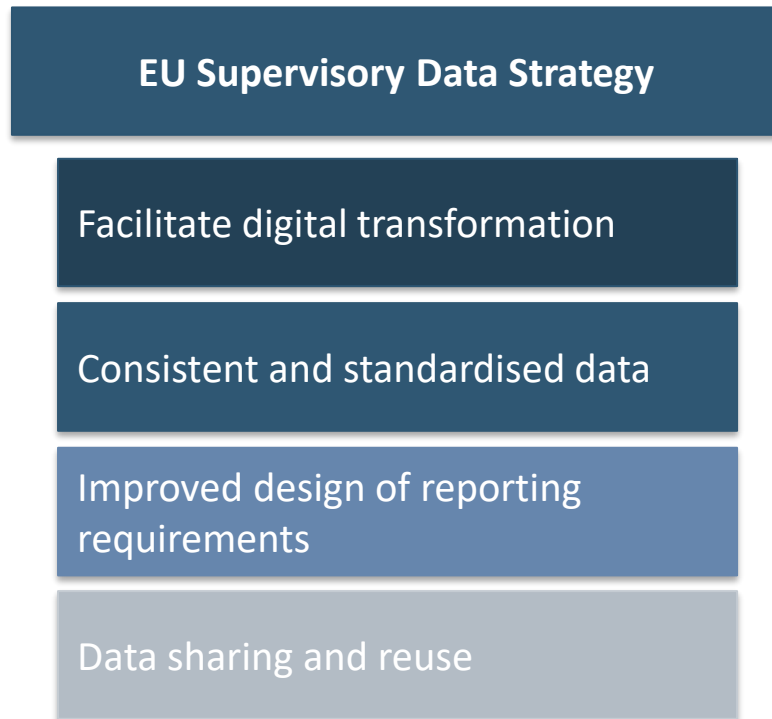 EU Supervisory Data Strategy
Facilitate digital transformation
Consistent and standardised data
Improved design of reporting
requirements
Data sharing and reuse